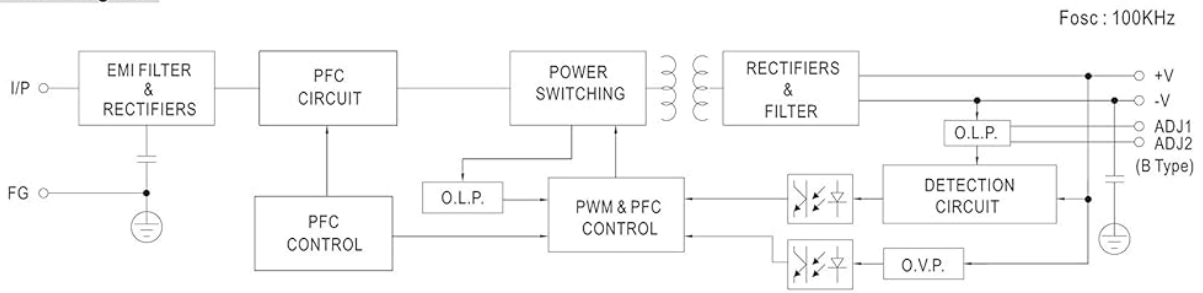 Fosc : 100KHz
I/P
EMI FILTER
&
RECTIFIERS
PFC
CIRCUIT
POWER
SWITCHING
RECTIFIERS
&
FILTER
+V
-V
ADJ1
ADJ2
(B Type)
O.L.P.
FG
O.L.P.
PFC
CONTROL
PWM & PFC
CONTROL
DETECTION
CIRCUIT
O.V.P.